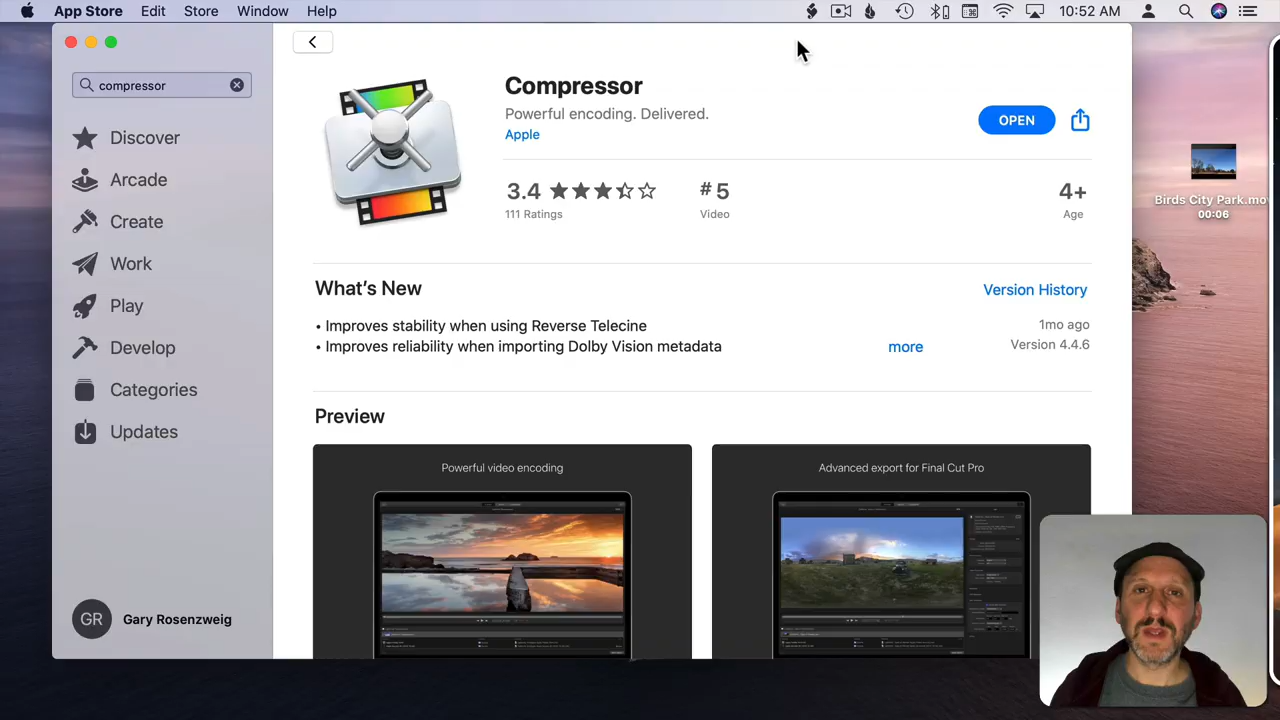 App Store Edit Store Window Help 10:52 AM
compressor
Discover
Arcade
Create
Work
Play
Develop
Categories
Updates
GR Gary Rosenzweig
Compressor
Powerful encoding. Delivered.
Apple
OPEN
3.4
111 Ratings
# 5
Video
4+
Age
What's New
Version History
• Improves stability when using Reverse Telecine
• Improves reliability when importing Dolby Vision metadata
more
1mo ago
Version 4.4.6
Preview
Powerful video encoding
Advanced export for Final Cut Pro
Birds City Park.mov
00:06